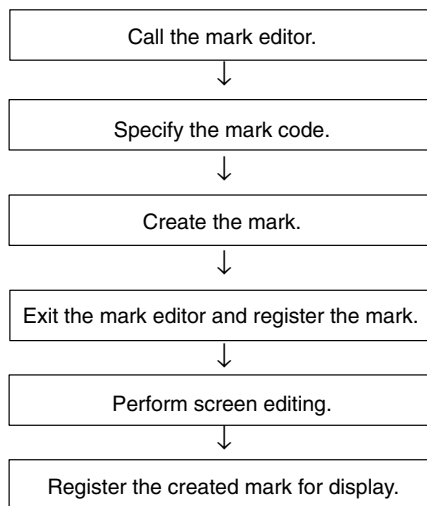 Call the mark editor.
Specify the mark code.
Create the mark.
Exit the mark editor and register the mark.
Perform screen editing.
Register the created mark for display.